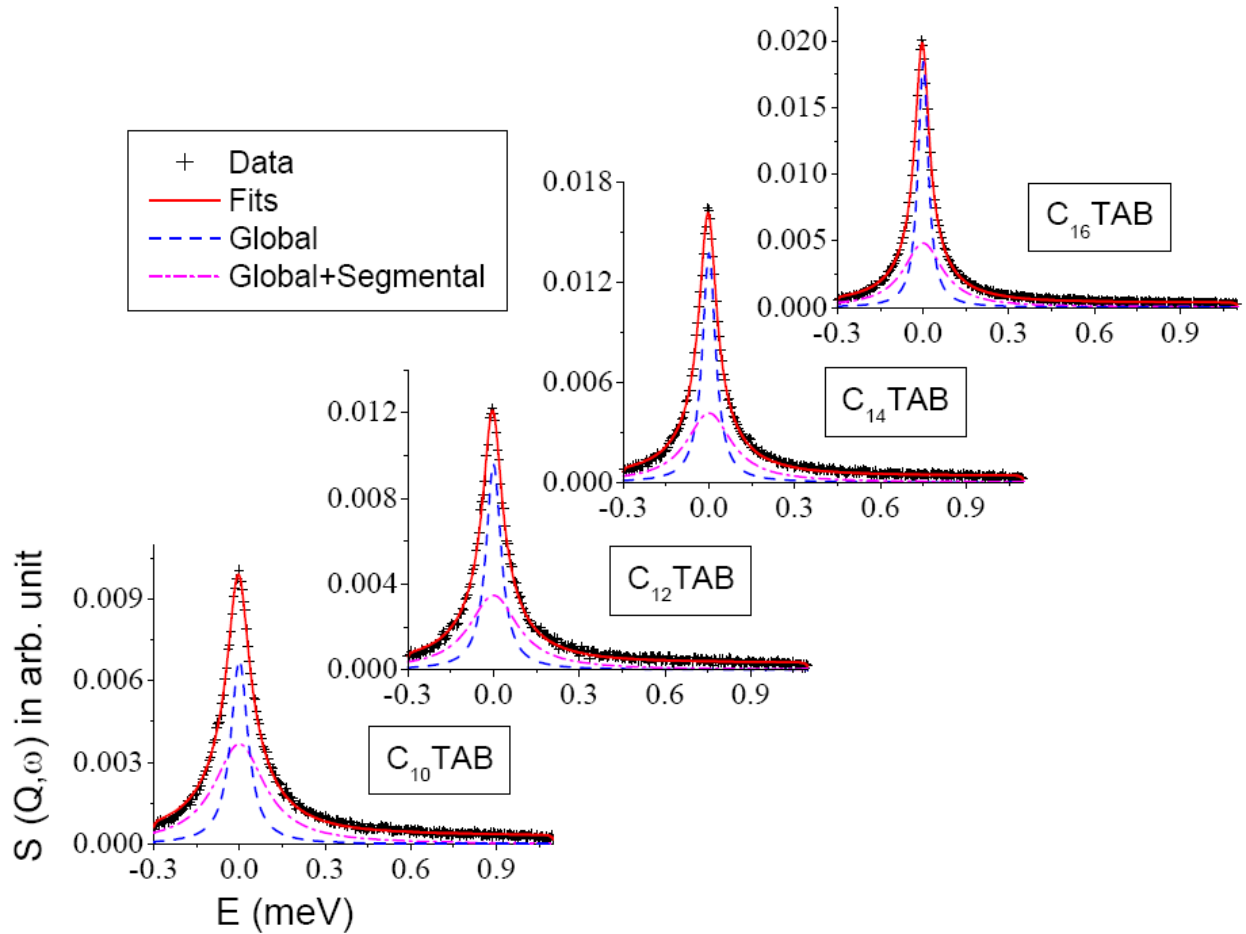 Data
Fits
Global
Global+Segmental
0.020
0.015
0.010
0.005
0.000
-0.3 0.0 0.3 0.6 0.9
C₁₆TAB
0.018
0.012
0.006
0.000
-0.3 0.0 0.3 0.6 0.9
C₁₄TAB
0.012
0.008
0.004
0.000
-0.3 0.0 0.3 0.6 0.9
C₁₂TAB
0.009
0.006
0.003
0.000
-0.3 0.0 0.3 0.6 0.9
C₁₀TAB
S (Q,ω) in arb. unit
E (meV)